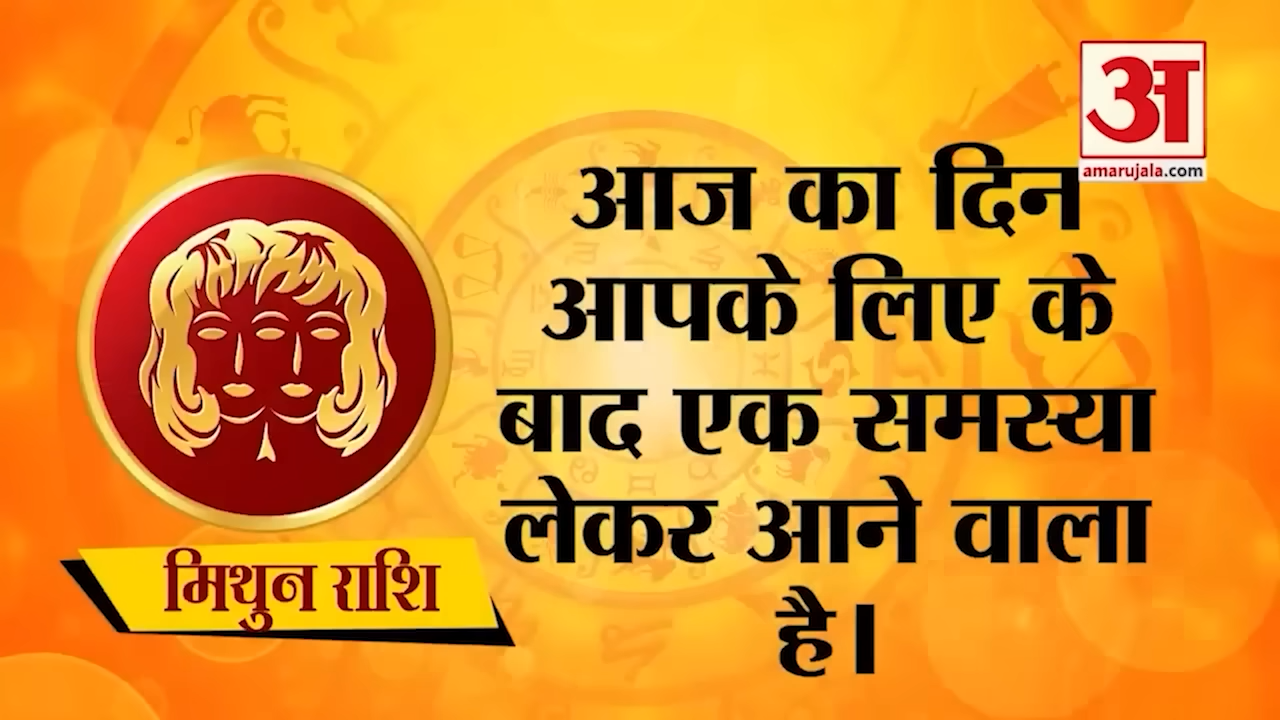 अ
amarujala.com
आज का दिन
आपके लिए के
बाद एक समस्या
लेकर आने वाला
है।
मिथुन राशि